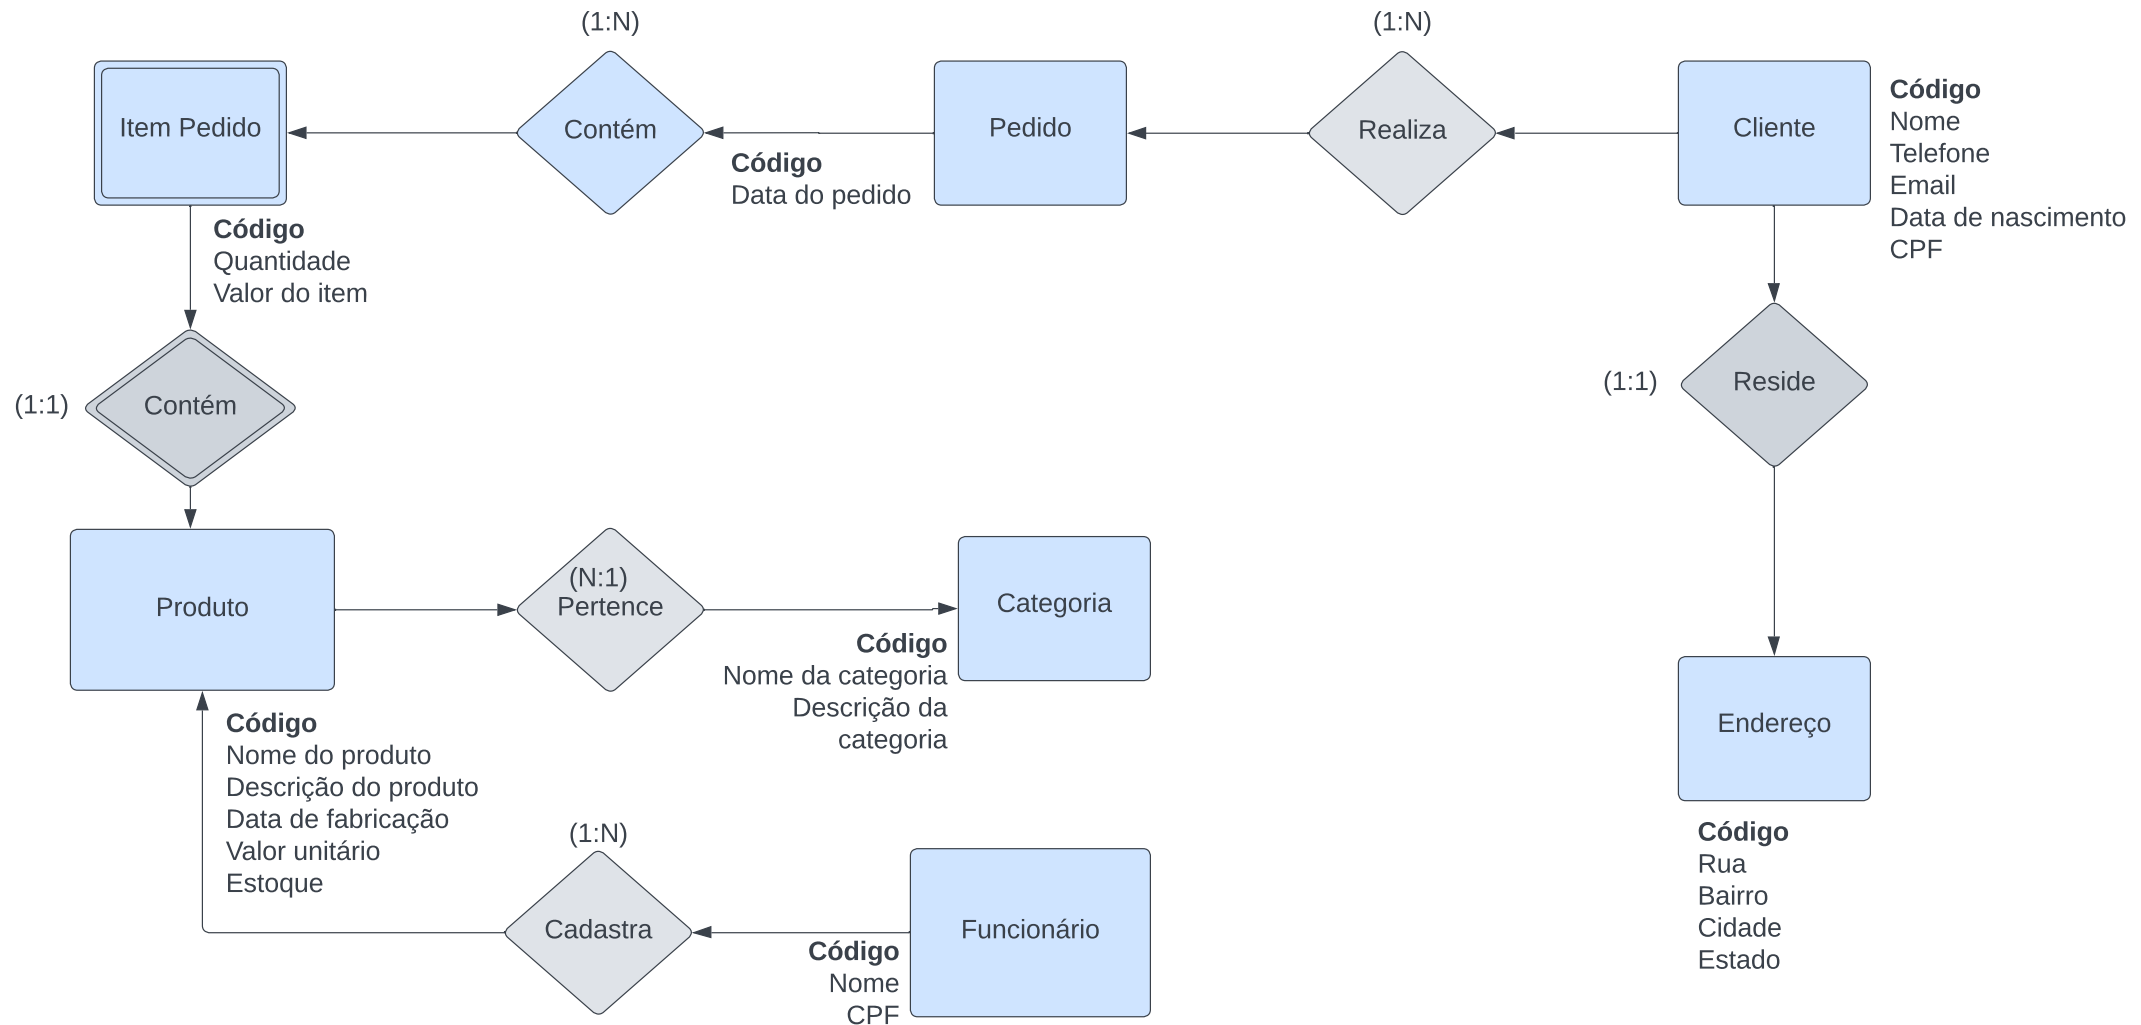 (1:N)
(1:N)
Item Pedido
Contém
Pedido
Realiza
Cliente
Código
Nome
Telefone
Email
Data de nascimento
CPF
Código
Data do pedido
Código
Quantidade
Valor do item
(1:1)
Contém
(1:1)
Reside
Produto
(N:1)
Pertence
Categoria
Código
Nome da categoria
Descrição da
categoria
Endereço
Código
Rua
Bairro
Cidade
Estado
Código
Nome do produto
Descrição do produto
Data de fabricação
Valor unitário
Estoque
(1:N)
Cadastra
Funcionário
Código
Nome
CPF